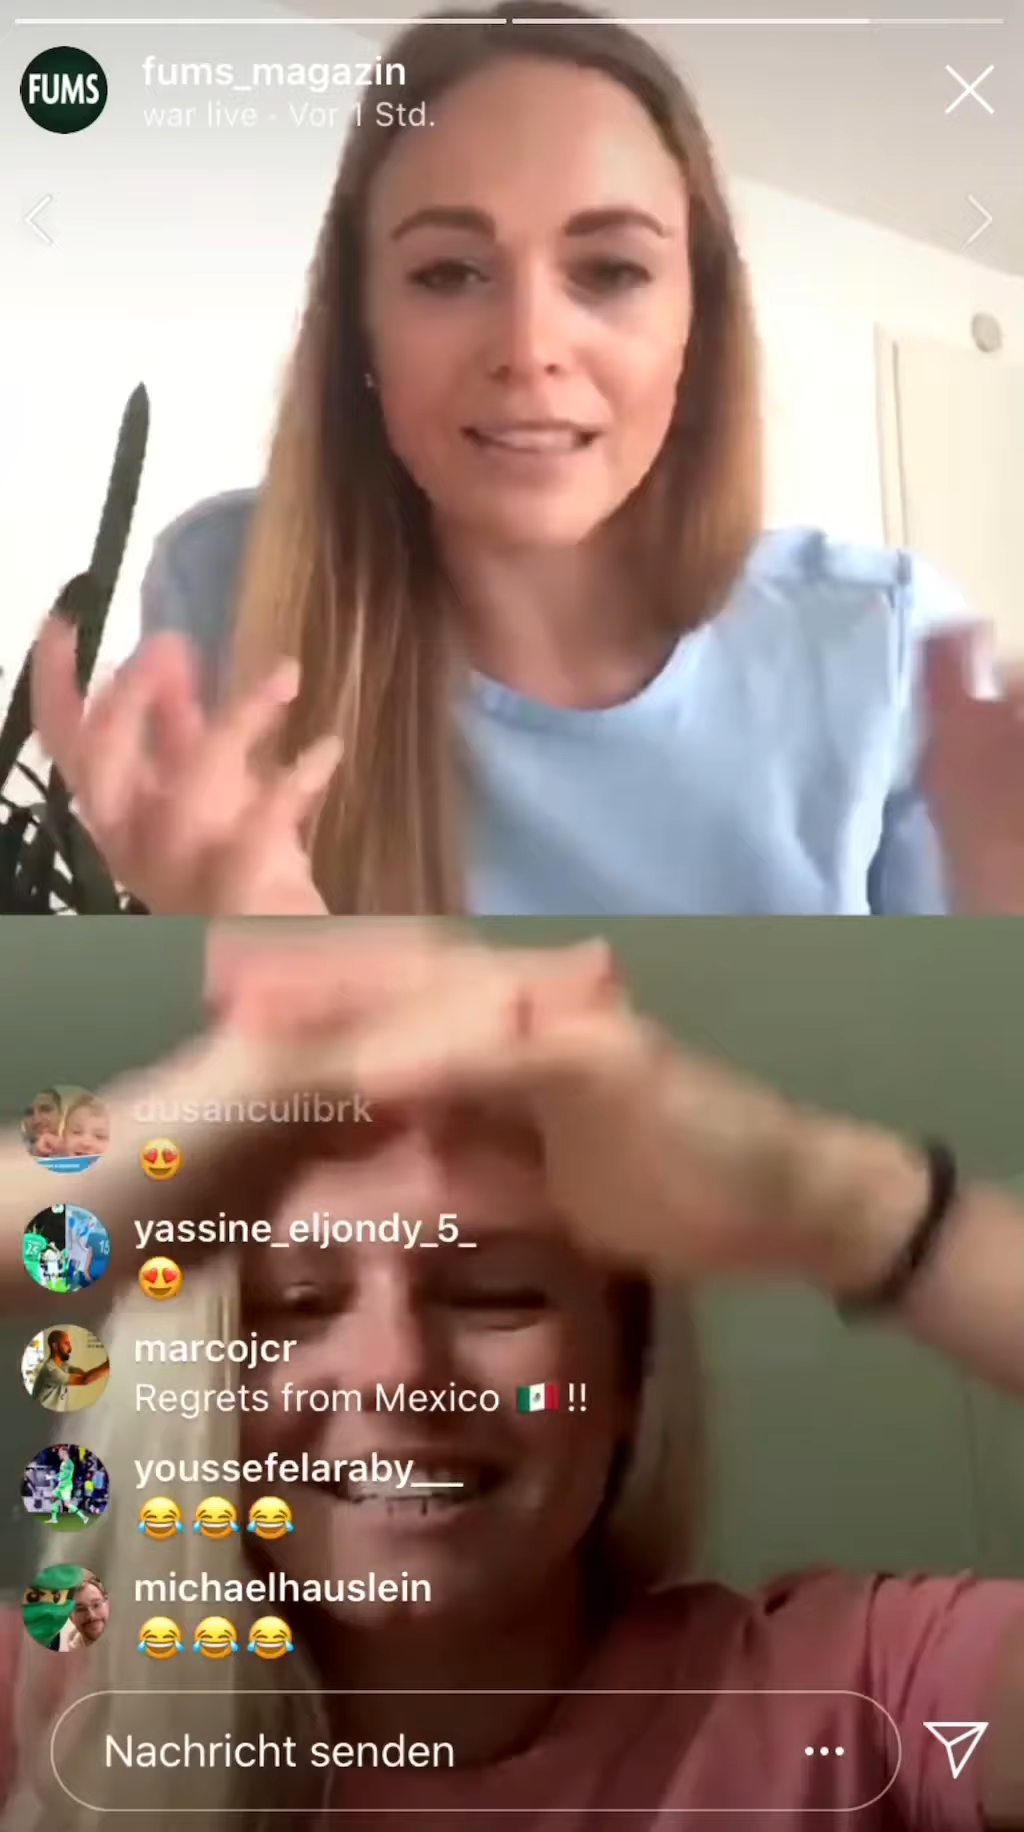 FUMS
fums_magazin
war live · Vor 1 Std.
dusanculibrk
😍
yassine_eljondy_5_
😍
marcojcr
Regrets from Mexico 🇲🇽 !!
youssefelaraby___
😂😂😂
michaelhauslein
😂😂😂
Nachricht senden